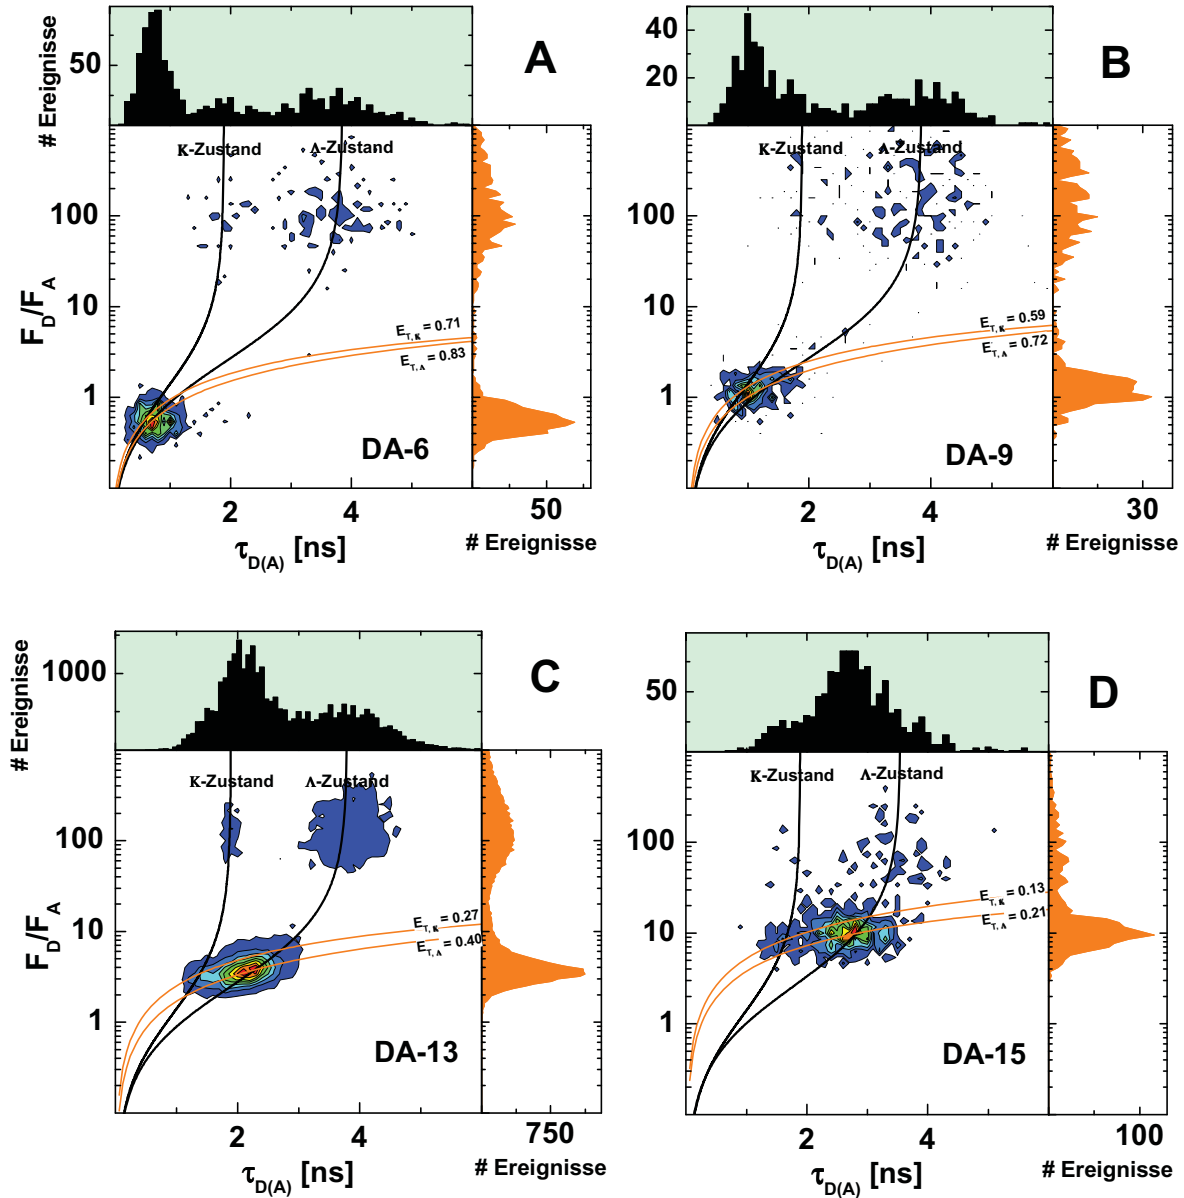 # Ereignisse
50
A
κ-Zustand
Λ-Zustand
100
10
1
F_D/F_A
E_T,κ = 0.71
E_T,Λ = 0.83
DA-6
2
4
50
τ_D(A) [ns]
# Ereignisse
40
20
B
κ-Zustand
Λ-Zustand
100
10
1
E_T,κ = 0.59
E_T,Λ = 0.72
DA-9
2
4
30
τ_D(A) [ns]
# Ereignisse
# Ereignisse
1000
C
κ-Zustand
Λ-Zustand
100
10
1
F_D/F_A
E_T,κ = 0.27
E_T,Λ = 0.40
DA-13
2
4
750
τ_D(A) [ns]
# Ereignisse
50
D
κ-Zustand
Λ-Zustand
100
10
1
E_T,κ = 0.13
E_T,Λ = 0.21
DA-15
2
4
100
τ_D(A) [ns]
# Ereignisse